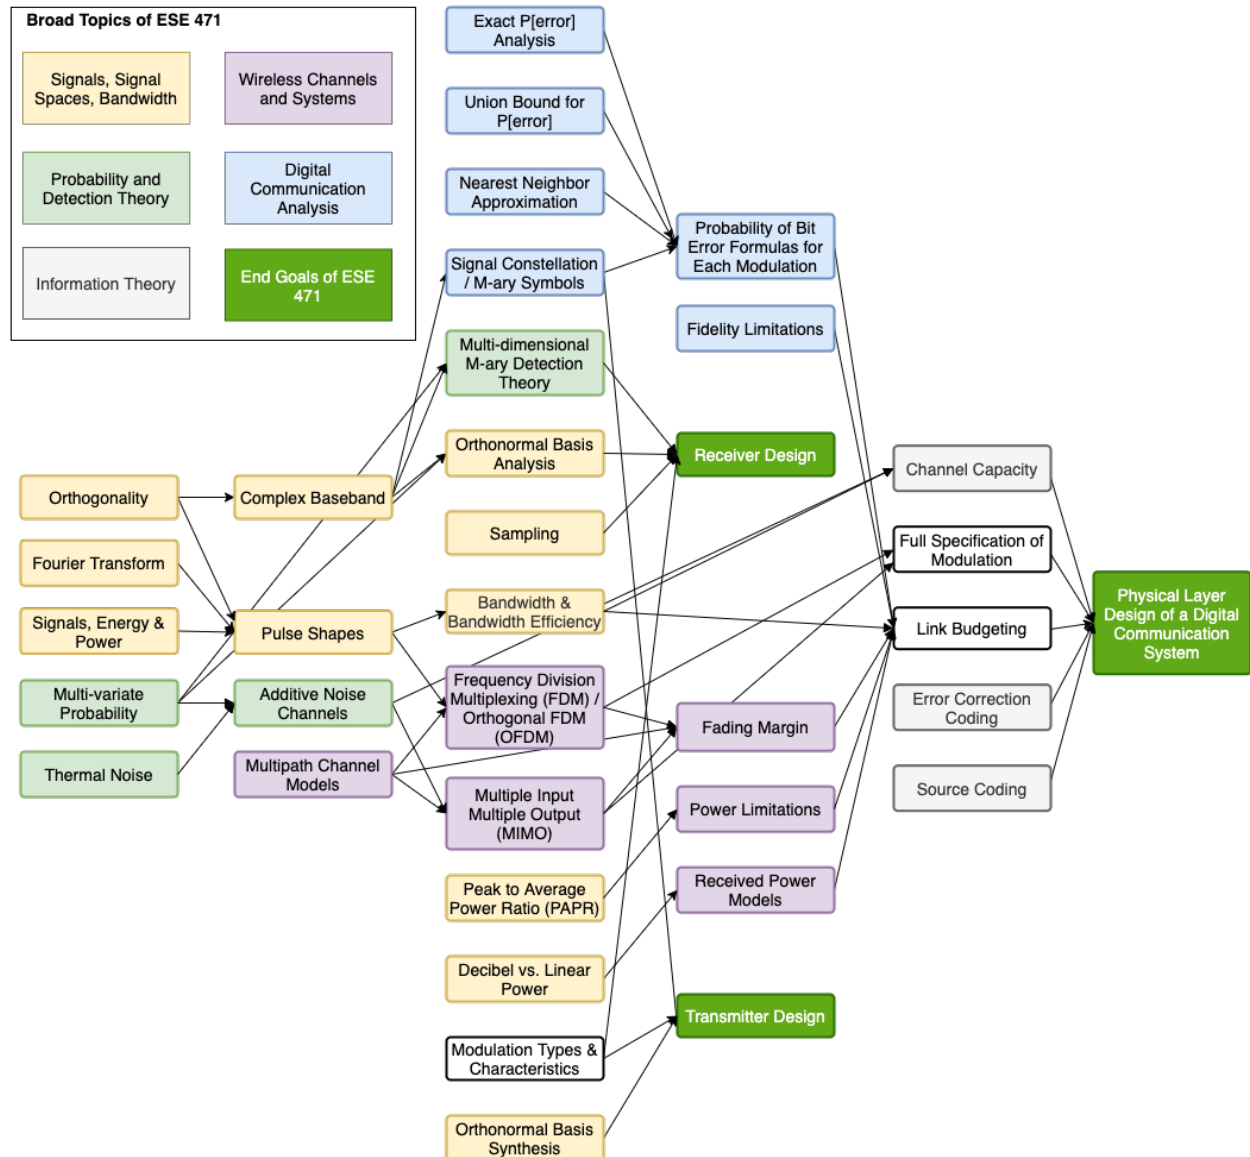 Broad Topics of ESE 471
Signals, Signal
Spaces, Bandwidth
Wireless Channels
and Systems
Probability and
Detection Theory
Digital
Communication
Analysis
Information Theory
End Goals of ESE
471
Orthogonality
Fourier Transform
Signals, Energy &
Power
Multi-variate
Probability
Thermal Noise
Complex Baseband
Pulse Shapes
Additive Noise
Channels
Multipath Channel
Models
Exact P[error]
Analysis
Union Bound for
P[error]
Nearest Neighbor
Approximation
Signal Constellation
/ M-ary Symbols
Multi-dimensional
M-ary Detection
Theory
Orthonormal Basis
Analysis
Sampling
Bandwidth &
Bandwidth Efficiency
Frequency Division
Multiplexing (FDM) /
Orthogonal FDM
(OFDM)
Multiple Input
Multiple Output
(MIMO)
Peak to Average
Power Ratio (PAPR)
Decibel vs. Linear
Power
Modulation Types &
Characteristics
Orthonormal Basis
Synthesis
Probability of Bit
Error Formulas for
Each Modulation
Fidelity Limitations
Receiver Design
Fading Margin
Power Limitations
Received Power
Models
Transmitter Design
Channel Capacity
Full Specification of
Modulation
Link Budgeting
Error Correction
Coding
Source Coding
Physical Layer
Design of a Digital
Communication
System